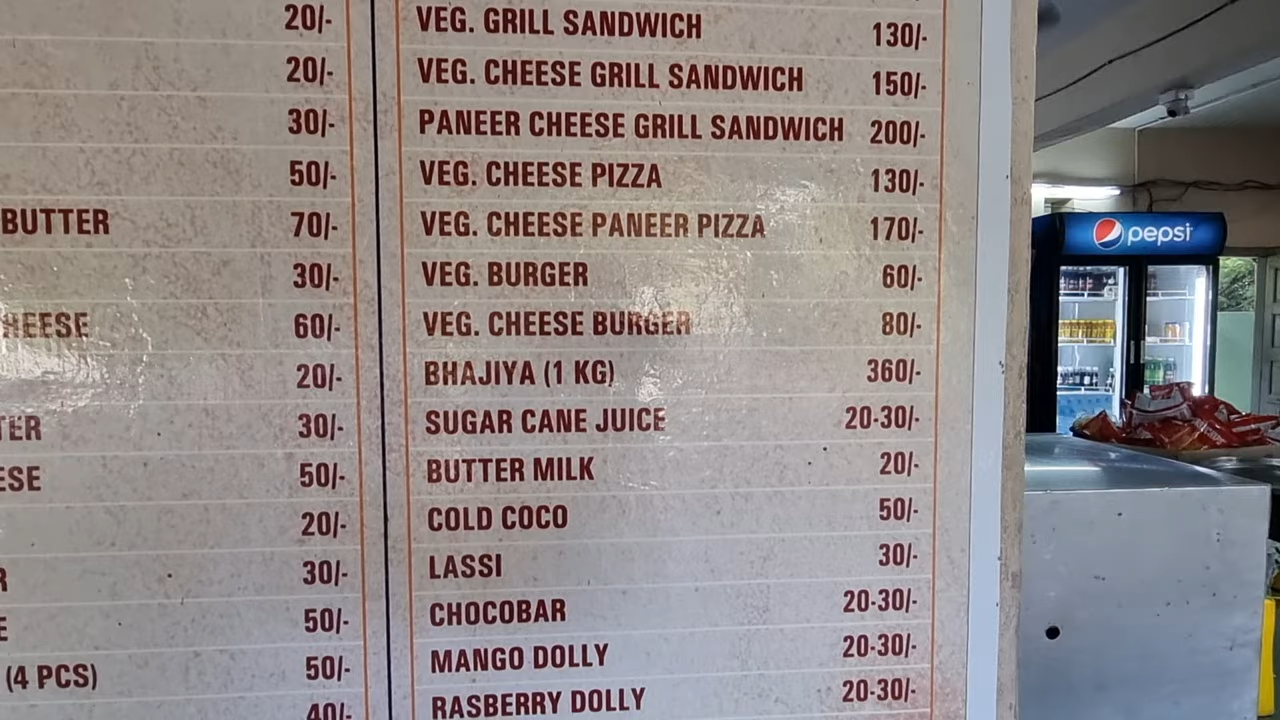 20/-
20/-
30/-
50/-
BUTTER 70/-
30/-
HEESE 60/-
20/-
TER 30/-
ESE 50/-
20/-
R 30/-
E 50/-
(4 PCS) 50/-
40/-
VEG. GRILL SANDWICH 130/-
VEG. CHEESE GRILL SANDWICH 150/-
PANEER CHEESE GRILL SANDWICH 200/-
VEG. CHEESE PIZZA 130/-
VEG. CHEESE PANEER PIZZA 170/-
VEG. BURGER 60/-
VEG. CHEESE BURGER 80/-
BHAJIYA (1 KG) 360/-
SUGAR CANE JUICE 20-30/-
BUTTER MILK 20/-
COLD COCO 50/-
LASSI 30/-
CHOCOBAR 20-30/-
MANGO DOLLY 20-30/-
RASBERRY DOLLY 20-30/-
pepsi